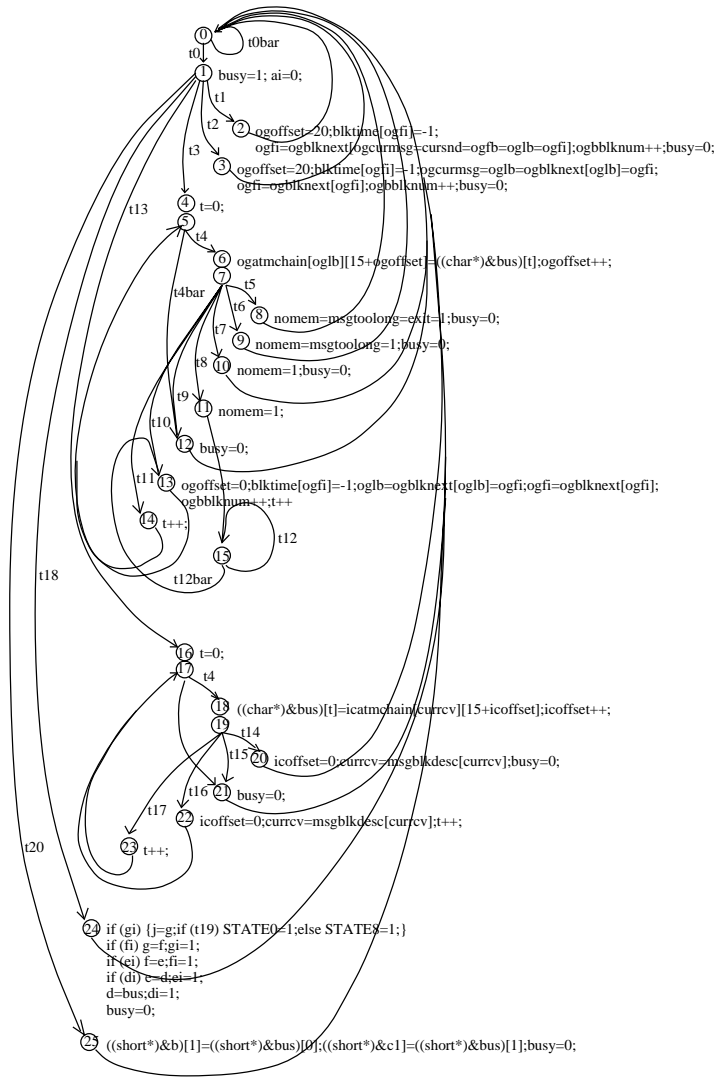 0
t0bar
t0
1 busy=1; ai=0;
t1
t2
2 ogoffset=20;blktime[ogfi]=-1;
ogfi=ogblknext[ogcurmsg=cursnd=ogfb=oglb=ogfi];ogbblknum++;busy=0;
t3
3 ogoffset=20;blktime[ogfi]=-1;ogcurmsg=oglb=ogblknext[oglb]=ogfi;
ogfi=ogblknext[ogfi];ogbblknum++;busy=0;
t13
4 t=0;
5
t4
6 ogatmchain[oglb][15+ogoffset]=((char*)&bus)[t];ogoffset++;
7
t4bar
t5
t6
8 nomem=msgtoolong=exit=1;busy=0;
t7
9 nomem=msgtoolong=1;busy=0;
t8
10 nomem=1;busy=0;
t9
11 nomem=1;
t10
12 busy=0;
t11
13 ogoffset=0;blktime[ogfi]=-1;oglb=ogblknext[oglb]=ogfi;ogfi=ogblknext[ogfi];
ogbblknum++;t++
14 t++;
t12
15
t12bar
t18
16 t=0;
17
t4
18 ((char*)&bus)[t]=icatmchain[currcv][15+icoffset];icoffset++;
19
t14
t15
20 icoffset=0;currcv=msgblkdesc[currcv];busy=0;
t16
21 busy=0;
t17
22 icoffset=0;currcv=msgblkdesc[currcv];t++;
t20
23 t++;
24 if (gi) {j=g;if (t19) STATE0=1;else STATE8=1;}
if (fi) g=f;gi=1;
if (ei) f=e;fi=1;
if (di) e=d;ei=1;
d=bus;di=1;
busy=0;
25 ((short*)&b)[1]=((short*)&bus)[0];((short*)&c1]=((short*)&bus)[1];busy=0;